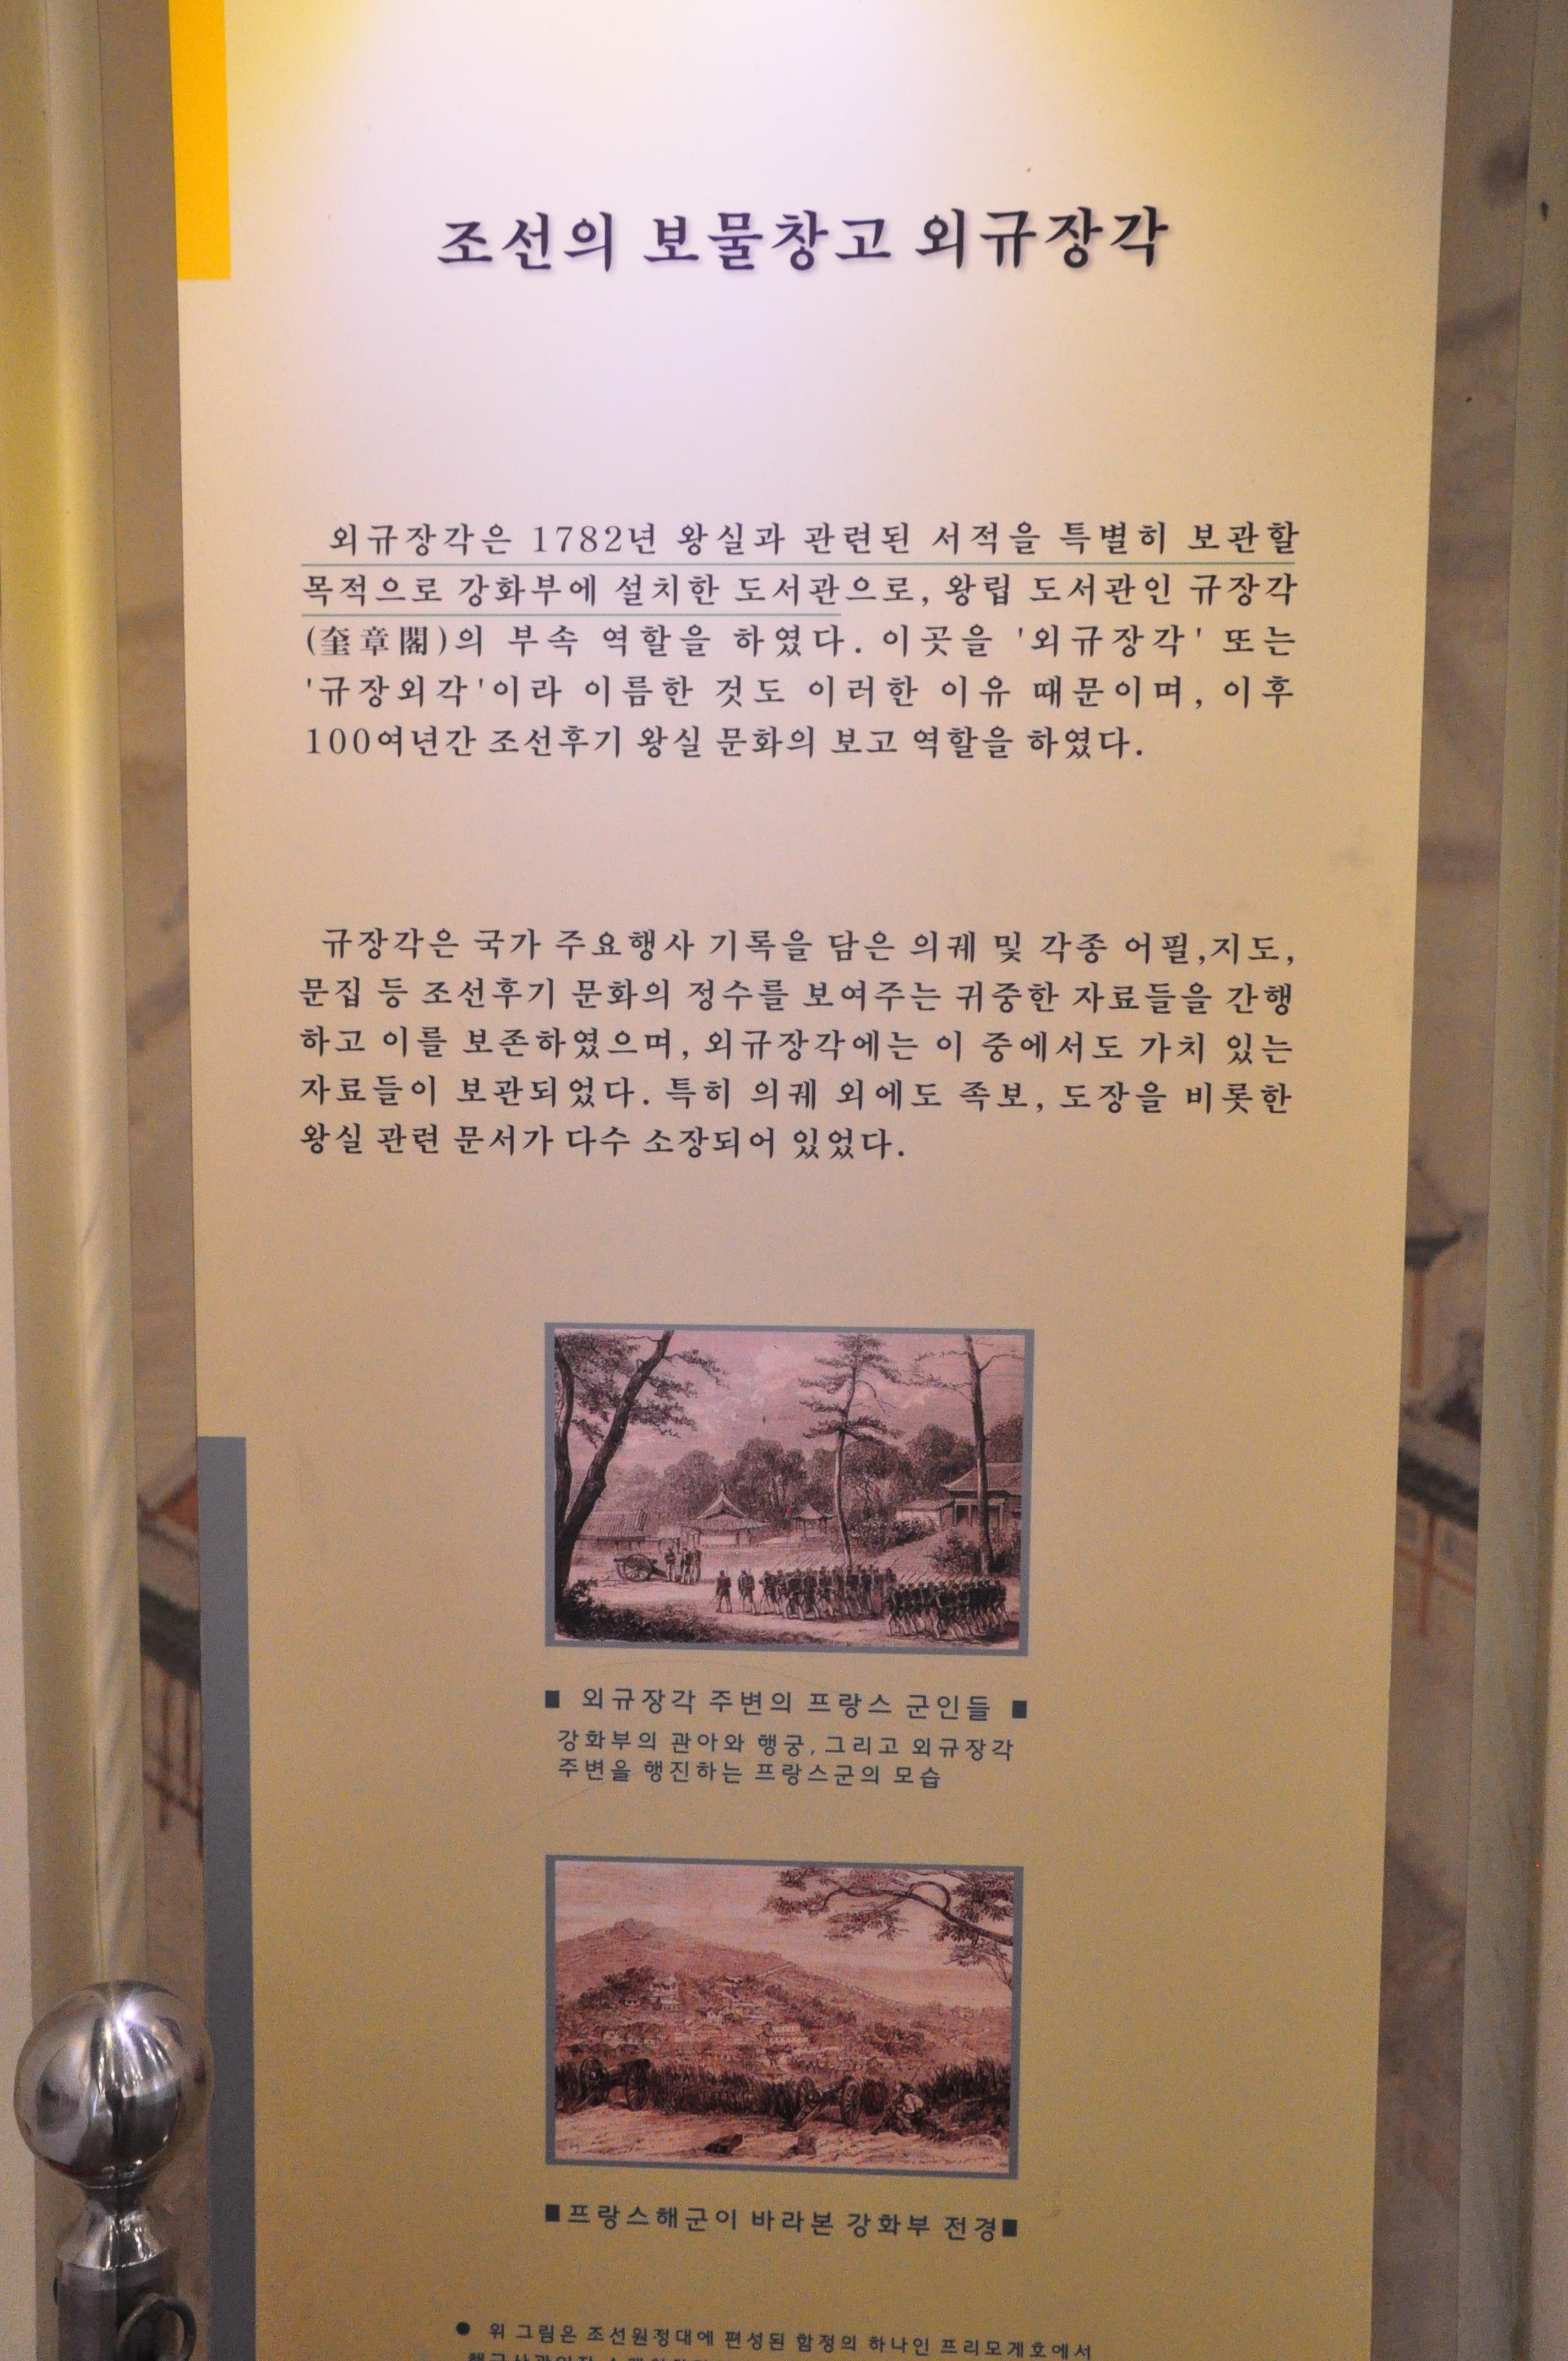 조선의 보물창고 외규장각
외규장각은 1782년 왕실과 관련된 서적을 특별히 보관할
목적으로 강화부에 설치한 도서관으로, 왕립 도서관인 규장각
(奎章閣)의 부속 역할을 하였다. 이곳을 '외규장각' 또는
'규장외각'이라 이름한 것도 이러한 이유 때문이며, 이후
100여년간 조선후기 왕실 문화의 보고 역할을 하였다.
규장각은 국가 주요행사 기록을 담은 의궤 및 각종 어필,지도,
문집 등 조선후기 문화의 정수를 보여주는 귀중한 자료들을 간행
하고 이를 보존하였으며, 외규장각에는 이 중에서도 가치 있는
자료들이 보관되었다. 특히 의궤 외에도 족보, 도장을 비롯한
왕실 관련 문서가 다수 소장되어 있었다.
■ 외규장각 주변의 프랑스 군인들 ■
강화부의 관아와 행궁, 그리고 외규장각
주변을 행진하는 프랑스군의 모습
■프랑스해군이 바라본 강화부 전경■
● 위 그림은 조선원정대에 편성된 함정의 하나인 프리모게호에서